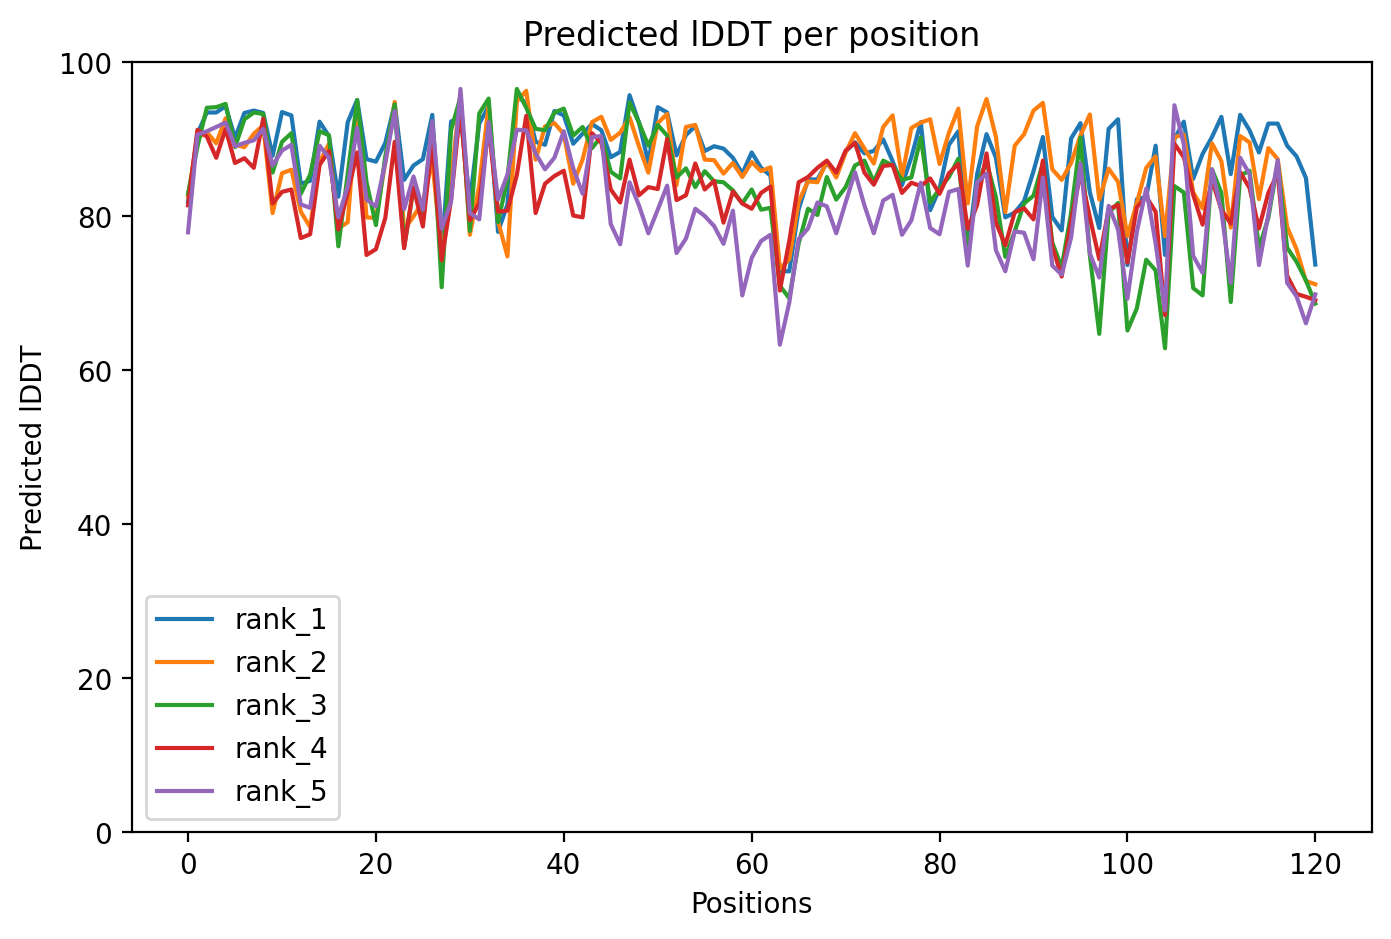 Predicted lDDT per position
100
80
60
40
20
0
Predicted lDDT
rank_1
rank_2
rank_3
rank_4
rank_5
0 20 40 60 80 100 120
Positions